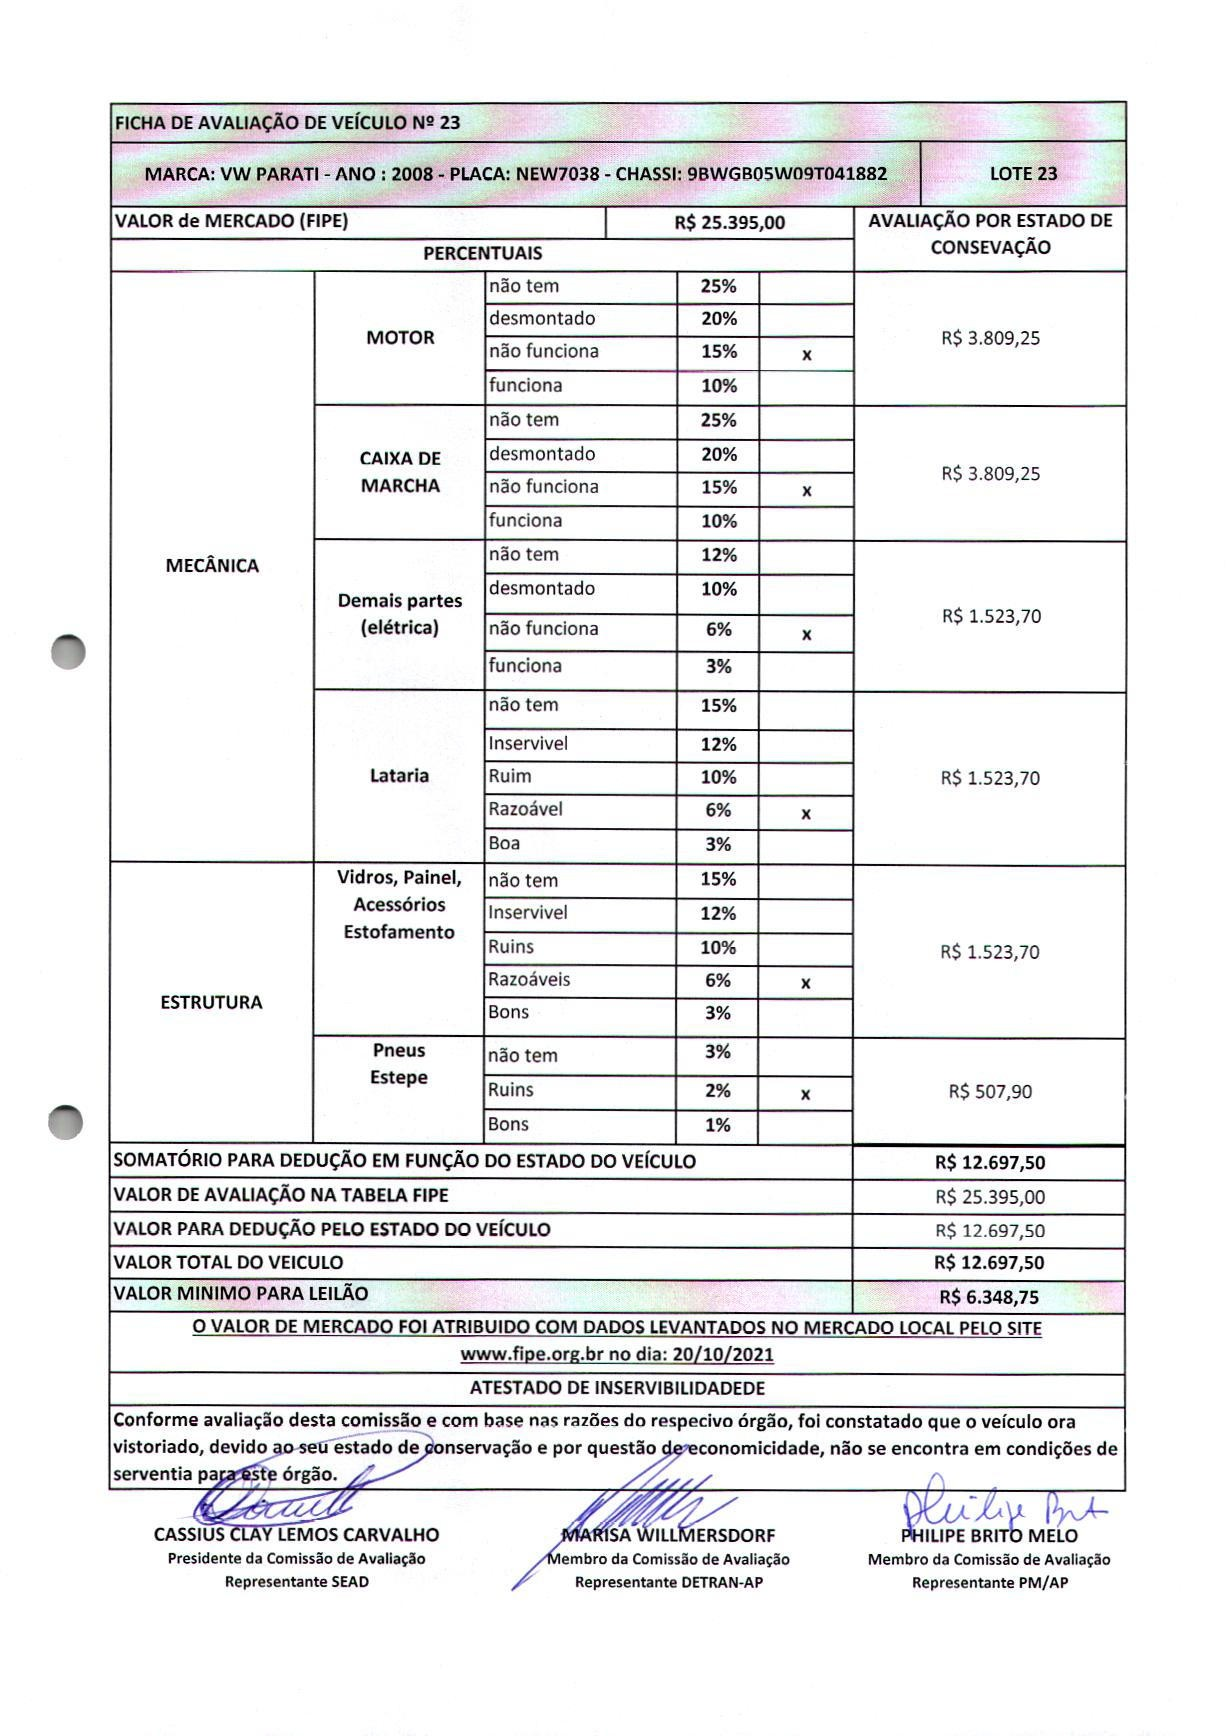 FICHA DE AVALIAÇÃO DE VEÍCULO Nº 23
MARCA: VW PARATI - ANO : 2008 - PLACA: NEW7038 - CHASSI: 9BWGB05W09T041882
LOTE 23
VALOR de MERCADO (FIPE)
R$ 25.395,00
AVALIAÇÃO POR ESTADO DE
CONSEVAÇÃO
PERCENTUAIS
MECÂNICA
MOTOR
não tem 25%
desmontado 20%
não funciona 15% x
funciona 10%
R$ 3.809,25
CAIXA DE
MARCHA
não tem 25%
desmontado 20%
não funciona 15% x
funciona 10%
R$ 3.809,25
Demais partes
(elétrica)
não tem 12%
desmontado 10%
não funciona 6% x
funciona 3%
R$ 1.523,70
Lataria
não tem 15%
Inservivel 12%
Ruim 10%
Razoável 6% x
Boa 3%
R$ 1.523,70
ESTRUTURA
Vidros, Painel,
Acessórios
Estofamento
não tem 15%
Inservivel 12%
Ruins 10%
Razoáveis 6% x
Bons 3%
R$ 1.523,70
Pneus
Estepe
não tem 3%
Ruins 2% x
Bons 1%
R$ 507,90
SOMATÓRIO PARA DEDUÇÃO EM FUNÇÃO DO ESTADO DO VEÍCULO R$ 12.697,50
VALOR DE AVALIAÇÃO NA TABELA FIPE R$ 25.395,00
VALOR PARA DEDUÇÃO PELO ESTADO DO VEÍCULO R$ 12.697,50
VALOR TOTAL DO VEICULO R$ 12.697,50
VALOR MINIMO PARA LEILÃO R$ 6.348,75
O VALOR DE MERCADO FOI ATRIBUIDO COM DADOS LEVANTADOS NO MERCADO LOCAL PELO SITE
www.fipe.org.br no dia: 20/10/2021
ATESTADO DE INSERVIBILIDADEDE
Conforme avaliação desta comissão e com base nas razões do respecivo órgão, foi constatado que o veículo ora
vistoriado, devido ao seu estado de conservação e por questão de economicidade, não se encontra em condições de
serventia para este órgão.
Philipe Brit
CASSIUS CLAY LEMOS CARVALHO
Presidente da Comissão de Avaliação
Representante SEAD
MARISA WILLMERSDORF
Membro da Comissão de Avaliação
Representante DETRAN-AP
PHILIPE BRITO MELO
Membro da Comissão de Avaliação
Representante PM/AP